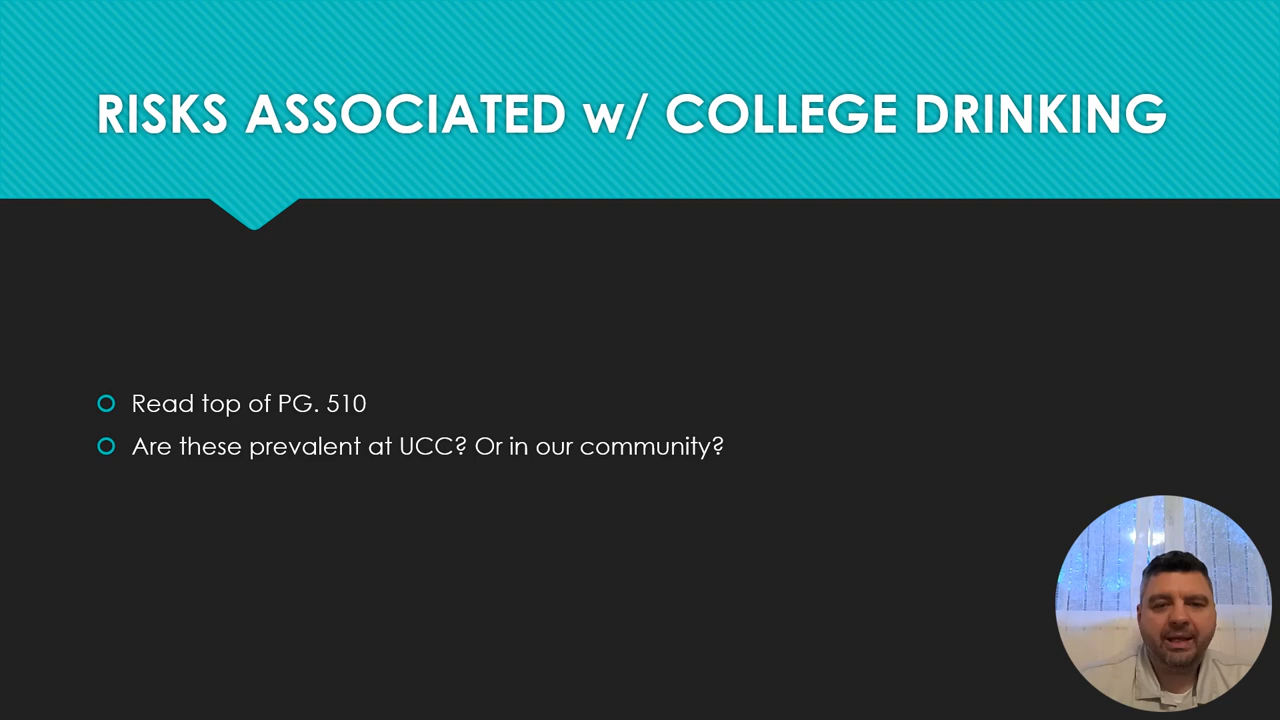 RISKS ASSOCIATED w/ COLLEGE DRINKING
Read top of PG. 510
Are these prevalent at UCC? Or in our community?